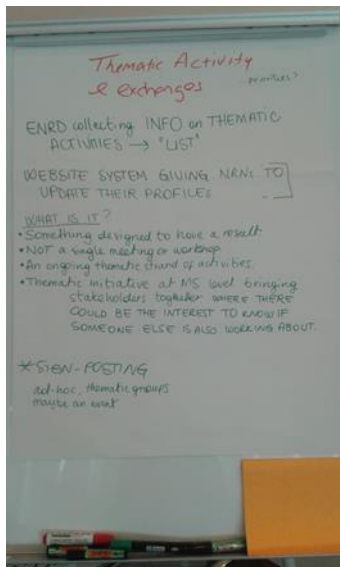 Thematic Activity
& exchanges
...priorities?
ENRD collecting INFO on THEMATIC
ACTIVITIES → "LIST"
WEBSITE SYSTEM GIVING NRNs TO
UPDATE THEIR PROFILES
WHAT IS IT?
• Something designed to have a result
• NOT a single meeting or workshop
• An ongoing thematic strand of activities.
• Thematic initiative at MS level bringing
stakeholders together WHERE THERE
COULD BE THE INTEREST TO KNOW IF
SOMEONE ELSE IS ALSO WORKING ABOUT.
* SIGN-POSTING
ad-hoc, thematic groups
maybe an event